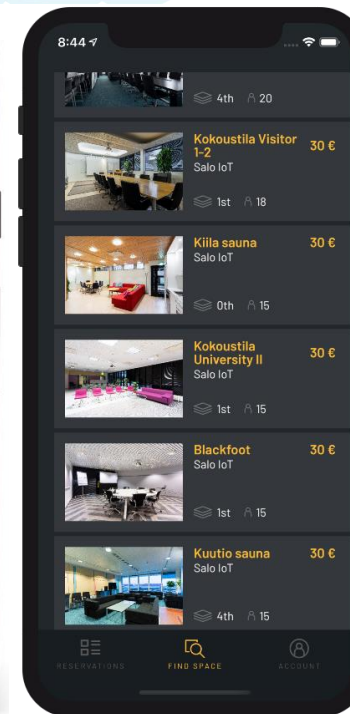 8:44
4th 20
Kokoustila Visitor 30 €
1-2
Salo IoT
1st 18
Kiila sauna 30 €
Salo IoT
0th 15
Kokoustila 30 €
University II
Salo IoT
1st 15
Blackfoot 30 €
Salo IoT
1st 15
Kuutio sauna 30 €
Salo IoT
4th 15
RESERVATIONS FIND SPACE ACCOUNT